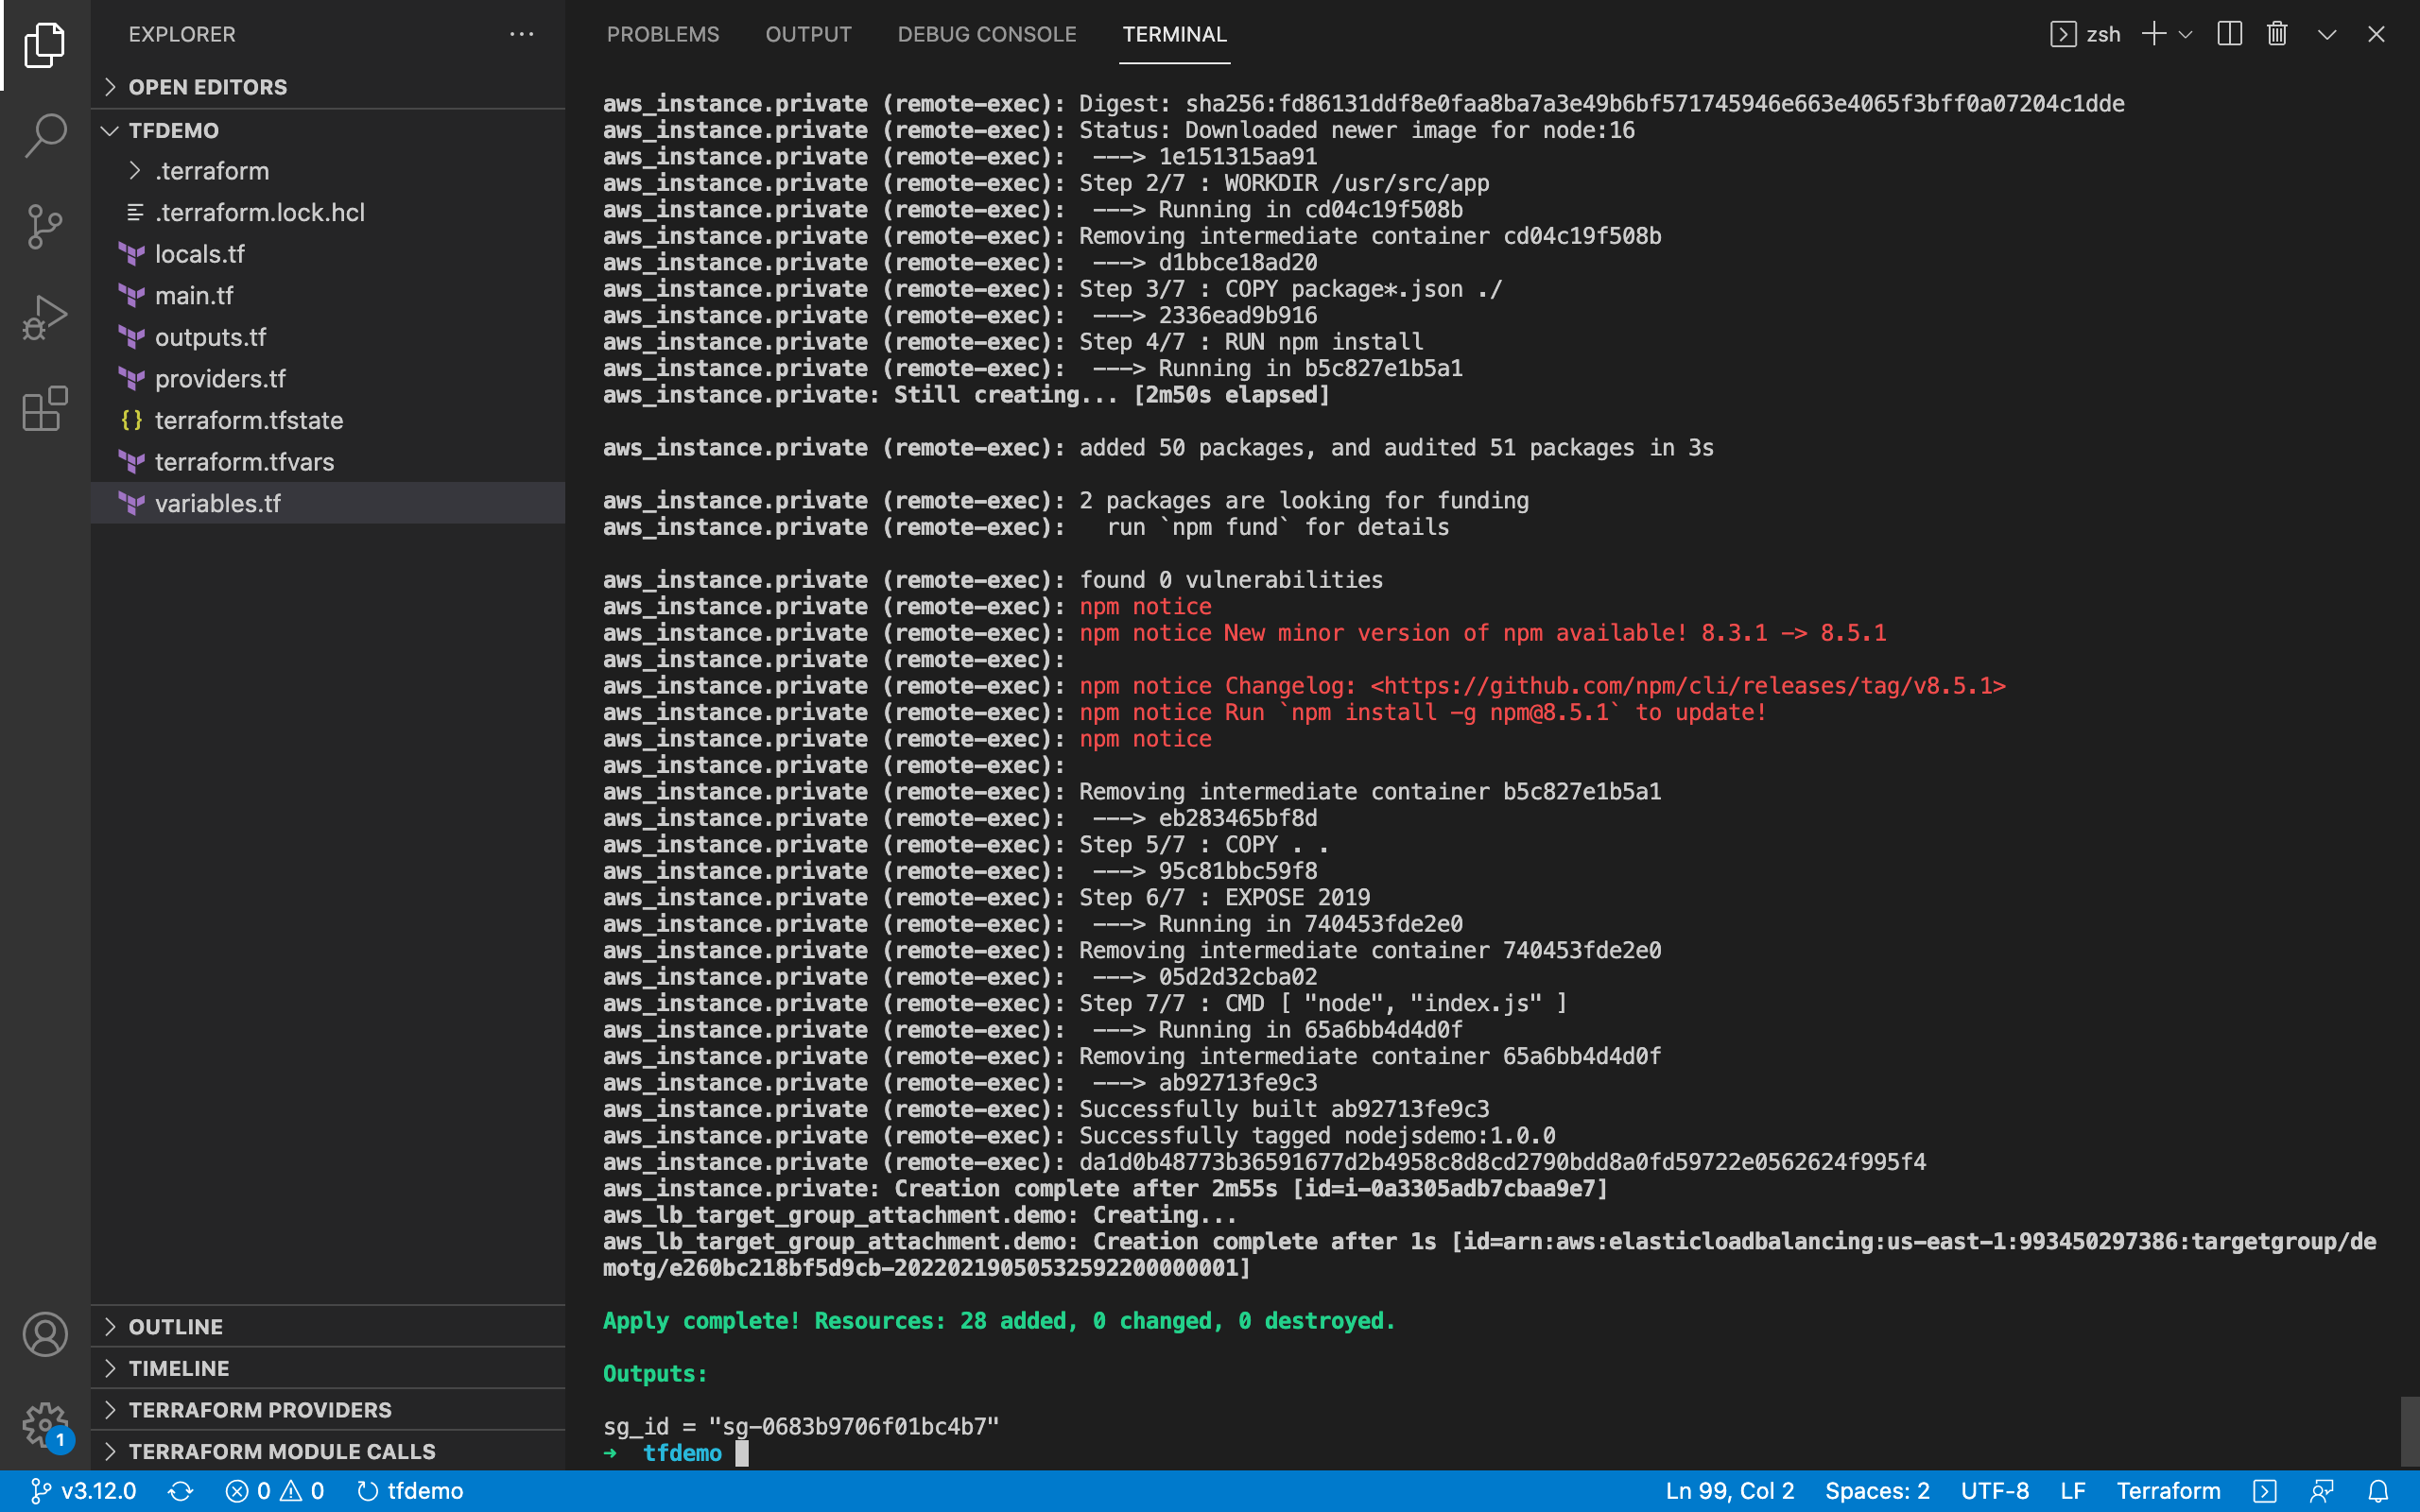 EXPLORER
OPEN EDITORS
TFDEMO
.terraform
.terraform.lock.hcl
locals.tf
main.tf
outputs.tf
providers.tf
{} terraform.tfstate
terraform.tfvars
variables.tf
OUTLINE
TIMELINE
TERRAFORM PROVIDERS
TERRAFORM MODULE CALLS
1
PROBLEMS OUTPUT DEBUG CONSOLE TERMINAL
zsh
aws_instance.private (remote-exec): Digest: sha256:fd86131ddf8e0faa8ba7a3e49b6bf571745946e663e4065f3bff0a07204c1dde
aws_instance.private (remote-exec): Status: Downloaded newer image for node:16
aws_instance.private (remote-exec):  ---> 1e151315aa91
aws_instance.private (remote-exec): Step 2/7 : WORKDIR /usr/src/app
aws_instance.private (remote-exec):  ---> Running in cd04c19f508b
aws_instance.private (remote-exec): Removing intermediate container cd04c19f508b
aws_instance.private (remote-exec):  ---> d1bbce18ad20
aws_instance.private (remote-exec): Step 3/7 : COPY package*.json ./
aws_instance.private (remote-exec):  ---> 2336ead9b916
aws_instance.private (remote-exec): Step 4/7 : RUN npm install
aws_instance.private (remote-exec):  ---> Running in b5c827e1b5a1
aws_instance.private: Still creating... [2m50s elapsed]
aws_instance.private (remote-exec): added 50 packages, and audited 51 packages in 3s
aws_instance.private (remote-exec): 2 packages are looking for funding
aws_instance.private (remote-exec):   run `npm fund` for details
aws_instance.private (remote-exec): found 0 vulnerabilities
aws_instance.private (remote-exec): npm notice
aws_instance.private (remote-exec): npm notice New minor version of npm available! 8.3.1 -> 8.5.1
aws_instance.private (remote-exec):
aws_instance.private (remote-exec): npm notice Changelog: <https://github.com/npm/cli/releases/tag/v8.5.1>
aws_instance.private (remote-exec): npm notice Run `npm install -g npm@8.5.1` to update!
aws_instance.private (remote-exec): npm notice
aws_instance.private (remote-exec):
aws_instance.private (remote-exec): Removing intermediate container b5c827e1b5a1
aws_instance.private (remote-exec):  ---> eb283465bf8d
aws_instance.private (remote-exec): Step 5/7 : COPY . .
aws_instance.private (remote-exec):  ---> 95c81bbc59f8
aws_instance.private (remote-exec): Step 6/7 : EXPOSE 2019
aws_instance.private (remote-exec):  ---> Running in 740453fde2e0
aws_instance.private (remote-exec): Removing intermediate container 740453fde2e0
aws_instance.private (remote-exec):  ---> 05d2d32cba02
aws_instance.private (remote-exec): Step 7/7 : CMD [ "node", "index.js" ]
aws_instance.private (remote-exec):  ---> Running in 65a6bb4d4d0f
aws_instance.private (remote-exec): Removing intermediate container 65a6bb4d4d0f
aws_instance.private (remote-exec):  ---> ab92713fe9c3
aws_instance.private (remote-exec): Successfully built ab92713fe9c3
aws_instance.private (remote-exec): Successfully tagged nodejsdemo:1.0.0
aws_instance.private (remote-exec): da1d0b48773b36591677d2b4958c8d8cd2790bdd8a0fd59722e0562624f995f4
aws_instance.private: Creation complete after 2m55s [id=i-0a3305adb7cbaa9e7]
aws_lb_target_group_attachment.demo: Creating...
aws_lb_target_group_attachment.demo: Creation complete after 1s [id=arn:aws:elasticloadbalancing:us-east-1:993450297386:targetgroup/de
motg/e260bc218bf5d9cb-20220219050532592200000001]
Apply complete! Resources: 28 added, 0 changed, 0 destroyed.
Outputs:
sg_id = "sg-0683b9706f01bc4b7"
➜ tfdemo
v3.12.0 0 0 tfdemo Ln 99, Col 2 Spaces: 2 UTF-8 LF Terraform